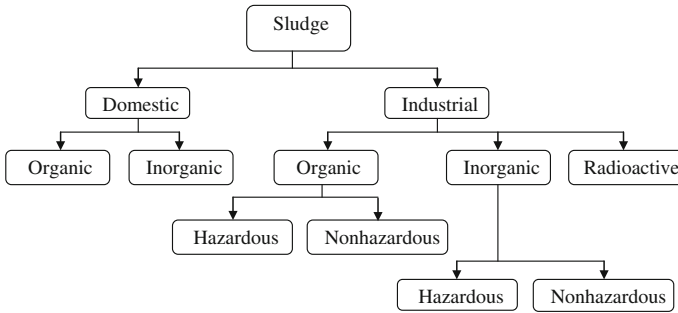 Sludge
Domestic
Industrial
Organic
Inorganic
Organic
Inorganic
Radioactive
Hazardous
Nonhazardous
Hazardous
Nonhazardous